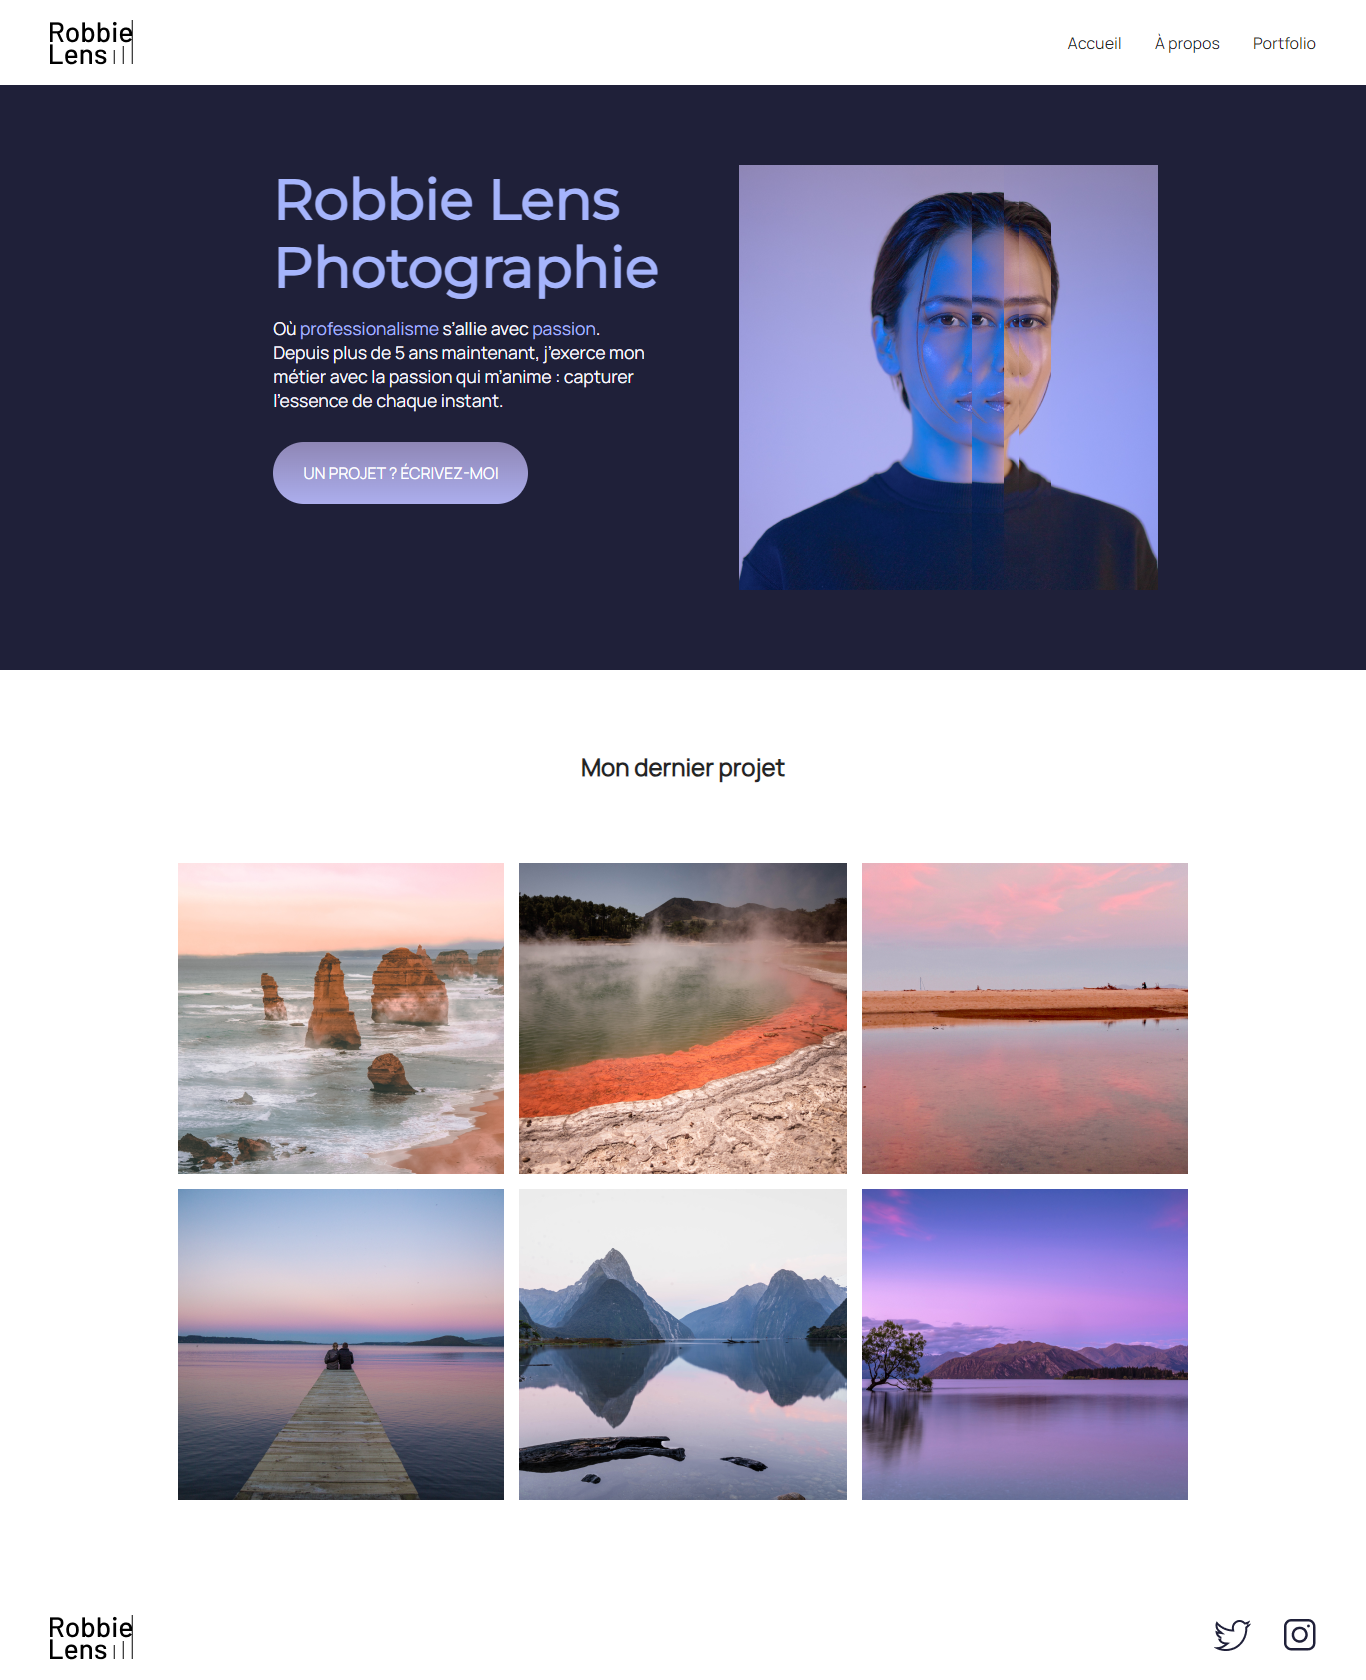 Robbie
Lens
Accueil
À propos
Portfolio
Robbie Lens
Photographie
Où professionalisme s'allie avec passion.
Depuis plus de 5 ans maintenant, j'exerce mon
métier avec la passion qui m'anime : capturer
l'essence de chaque instant.
UN PROJET ? ÉCRIVEZ-MOI
Mon dernier projet
Robbie
Lens